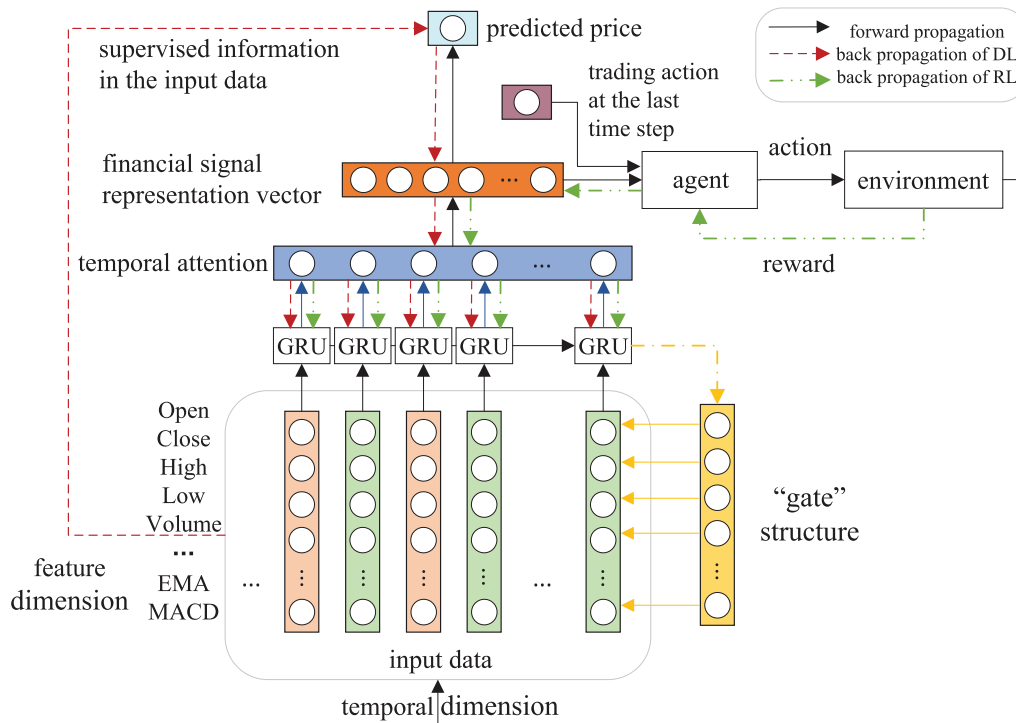 predicted price
supervised information
in the input data
forward propagation
back propagation of DL
back propagation of RL
trading action
at the last
time step
financial signal
representation vector
...
agent
action
environment
reward
temporal attention
...
GRU
GRU
GRU
GRU
GRU
Open
Close
High
Low
Volume
...
EMA
MACD
feature
dimension
...
...
...
...
...
...
...
...
"gate"
structure
input data
temporal dimension